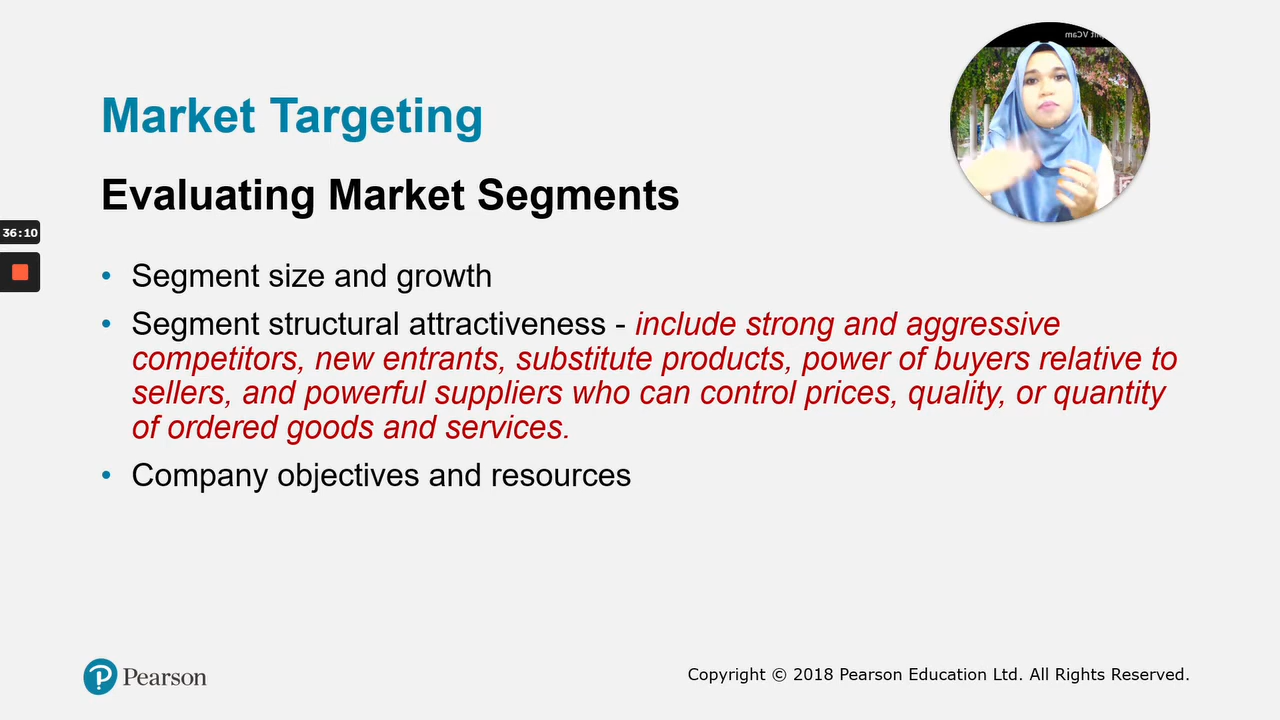 Market Targeting
Evaluating Market Segments
36:10
• Segment size and growth
• Segment structural attractiveness - include strong and aggressive
competitors, new entrants, substitute products, power of buyers relative to
sellers, and powerful suppliers who can control prices, quality, or quantity
of ordered goods and services.
• Company objectives and resources
Pearson
Copyright © 2018 Pearson Education Ltd. All Rights Reserved.